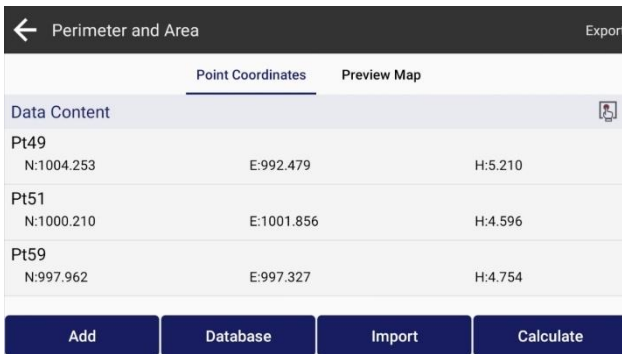 Perimeter and Area Export
Point Coordinates Preview Map
Data Content
Pt49
N:1004.253 E:992.479 H:5.210
Pt51
N:1000.210 E:1001.856 H:4.596
Pt59
N:997.962 E:997.327 H:4.754
Add Database Import Calculate